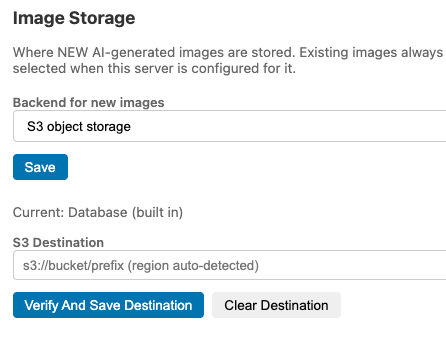 Image Storage
Where NEW AI-generated images are stored. Existing images always
selected when this server is configured for it.
Backend for new images
S3 object storage
Save
Current: Database (built in)
S3 Destination
s3://bucket/prefix (region auto-detected)
Verify And Save Destination
Clear Destination